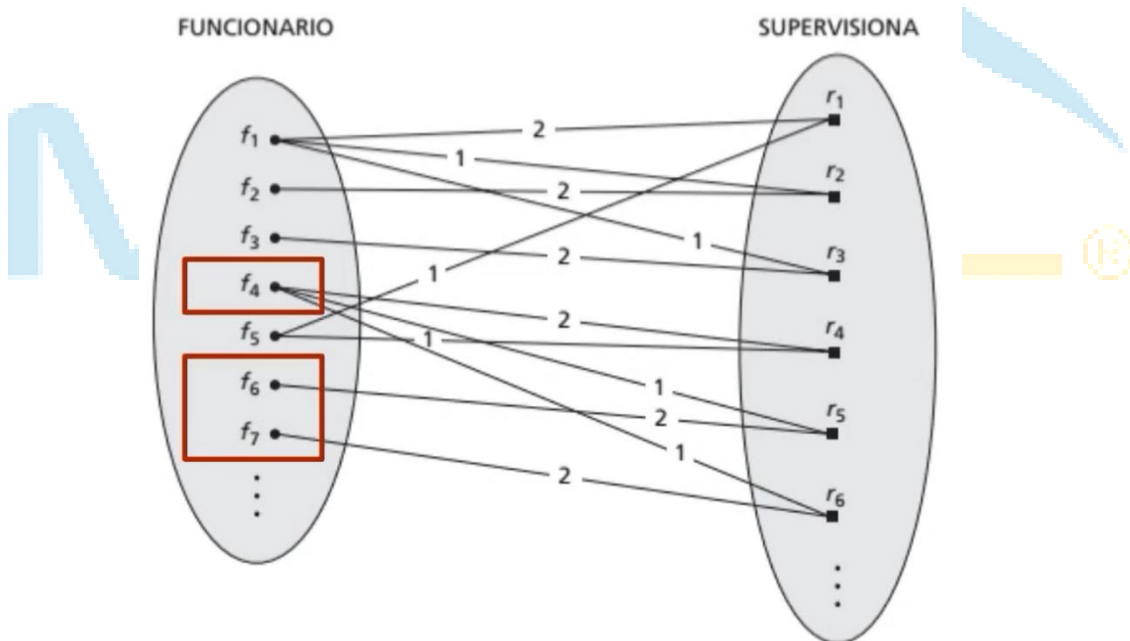 FUNCIONARIO SUPERVISIONA
r1
f1 2
1 r2
f2 2
f3 1 r3
2
1
f4 2
f5 1 r4
1
f6 2 r5
f7 1
2 r6
®